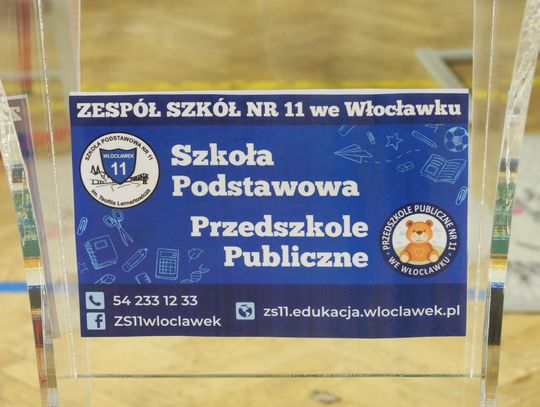 ZESPÓŁ SZKÓŁ NR 11 we Włocławku
SZKOŁA PODSTAWOWA NR 11
WŁOCŁAWEK
11
im. Teofila Lenartowicza
Szkoła
Podstawowa
Przedszkole
Publiczne
PRZEDSZKOLE PUBLICZNE NR 11
WE WŁOCŁAWKU
54 233 12 33
ZS11wloclawek
zs11.edukacja.wloclawek.pl